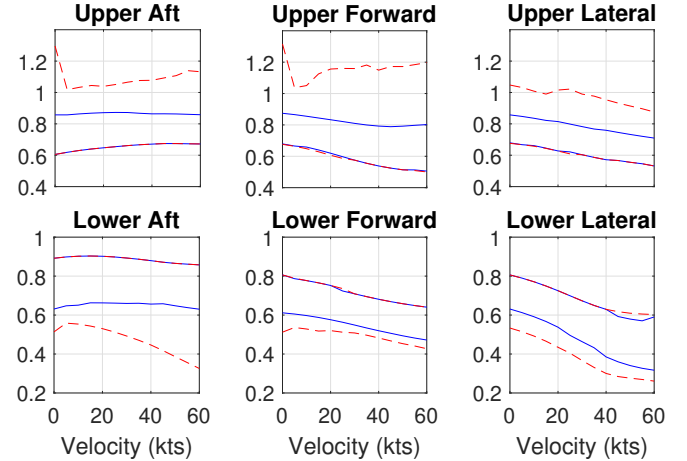 Upper Aft Upper Forward Upper Lateral
1.2 1.2 1.2
1 1 1
0.8 0.8 0.8
0.6 0.6 0.6
0.4 0.4 0.4
Lower Aft Lower Forward Lower Lateral
1 1 1
0.8 0.8 0.8
0.6 0.6 0.6
0.4 0.4 0.4
0.2 0.2 0.2
0 20 40 60 0 20 40 60 0 20 40 60
Velocity (kts) Velocity (kts) Velocity (kts)